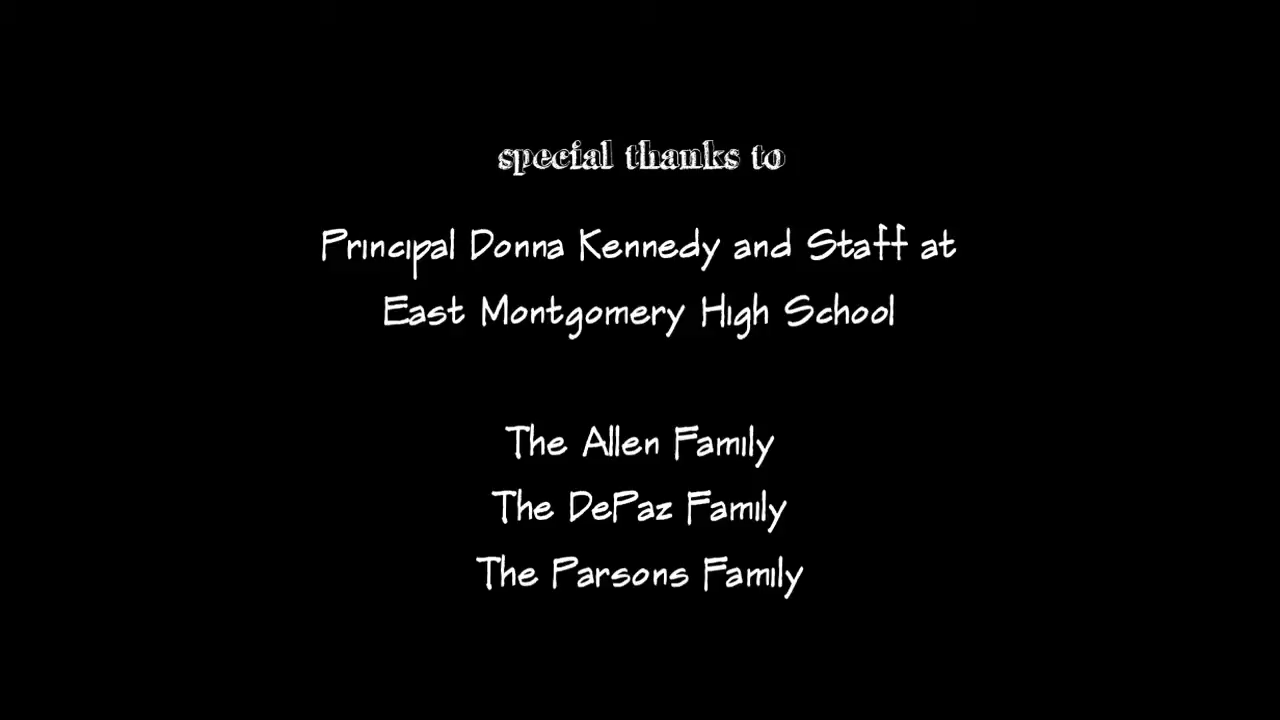 special thanks to
Principal Donna Kennedy and Staff at
East Montgomery High School
The Allen Family
The DePaz Family
The Parsons Family